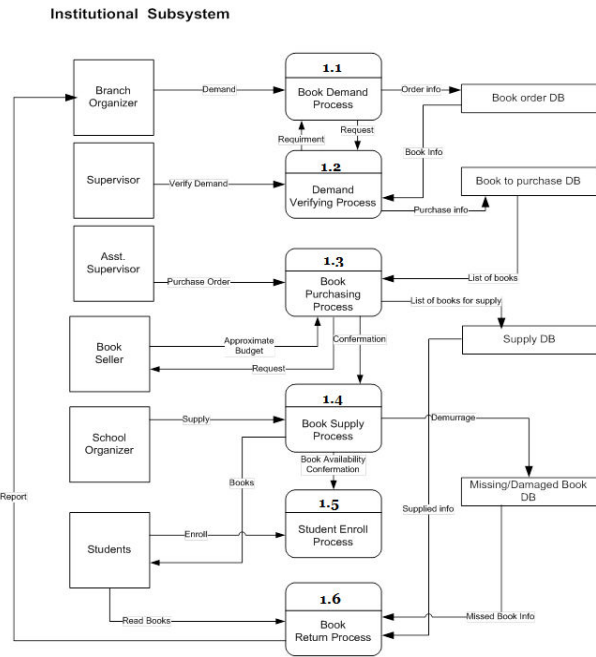 Institutional Subsystem
1.1
Branch
Organizer
Demand
Book Demand
Process
Order info
Book order DB
Requirment
Request
Book Info
1.2
Supervisor
Verify Demand
Demand
Verifying Process
Book to purchase DB
Purchase info
Asst.
Supervisor
1.3
Purchase Order
Book
Purchasing
Process
List of books
List of books for supply
Book
Seller
Approximate
Budget
Confermation
Supply DB
Request
1.4
School
Organizer
Supply
Book Supply
Process
Demurrage
Book Availability
Confermation
Books
Missing/Damaged Book
DB
Report
1.5
Supplied info
Students
Enroll
Student Enroll
Process
1.6
Read Books
Book
Return Process
Missed Book Info